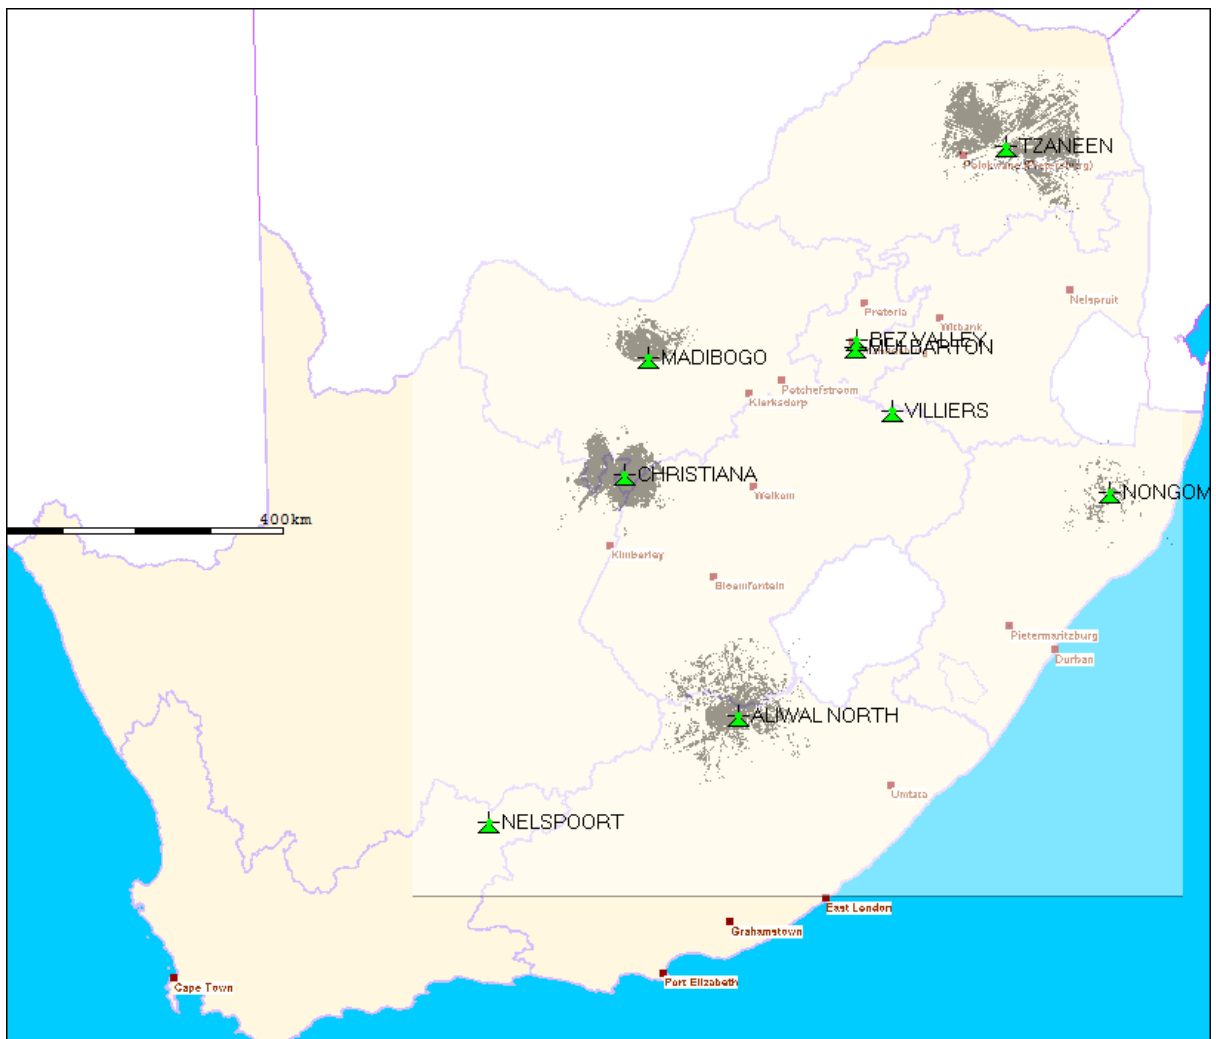 TZANEEN
Polokwane (Pietersburg)
Nelspruit
Pretoria
Witbank
BEZ VALLEY
MULBARTON
MADIBOGO
Potchefstroom
Klerksdorp
VILLIERS
CHRISTIANA
Welkom
NONGOM
400km
Kimberley
Bloemfontein
Pietermaritzburg
Durban
ALIWAL NORTH
Umtata
NELSPOORT
East London
Grahamstown
Port Elizabeth
Cape Town